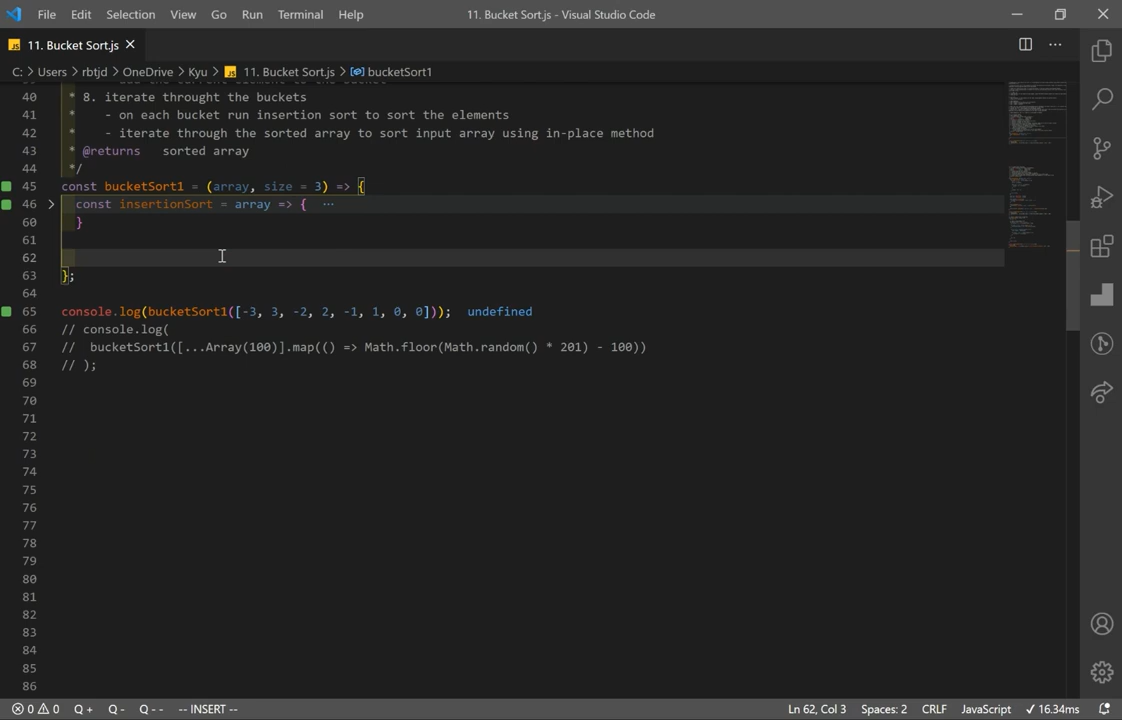 File Edit Selection View Go Run Terminal Help 11. Bucket Sort.js - Visual Studio Code
JS 11. Bucket Sort.js
C: > Users > rbtjd > OneDrive > Kyu > JS 11. Bucket Sort.js > bucketSort1
40 * 8. iterate throught the buckets
41 * - on each bucket run insertion sort to sort the elements
42 * - iterate through the sorted array to sort input array using in-place method
43 * @returns sorted array
44 */
45 const bucketSort1 = (array, size = 3) => {
46 const insertionSort = array => { ...
60 }
61
62
63 };
64
65 console.log(bucketSort1([-3, 3, -2, 2, -1, 1, 0, 0])); undefined
66 // console.log(
67 // bucketSort1([...Array(100)].map(() => Math.floor(Math.random() * 201) - 100))
68 // );
69
70
71
72
73
74
75
76
77
78
79
80
81
82
83
84
85
86
0 0 Q + Q - Q - - -- INSERT -- Ln 62, Col 3 Spaces: 2 CRLF JavaScript ✓ 16.34ms